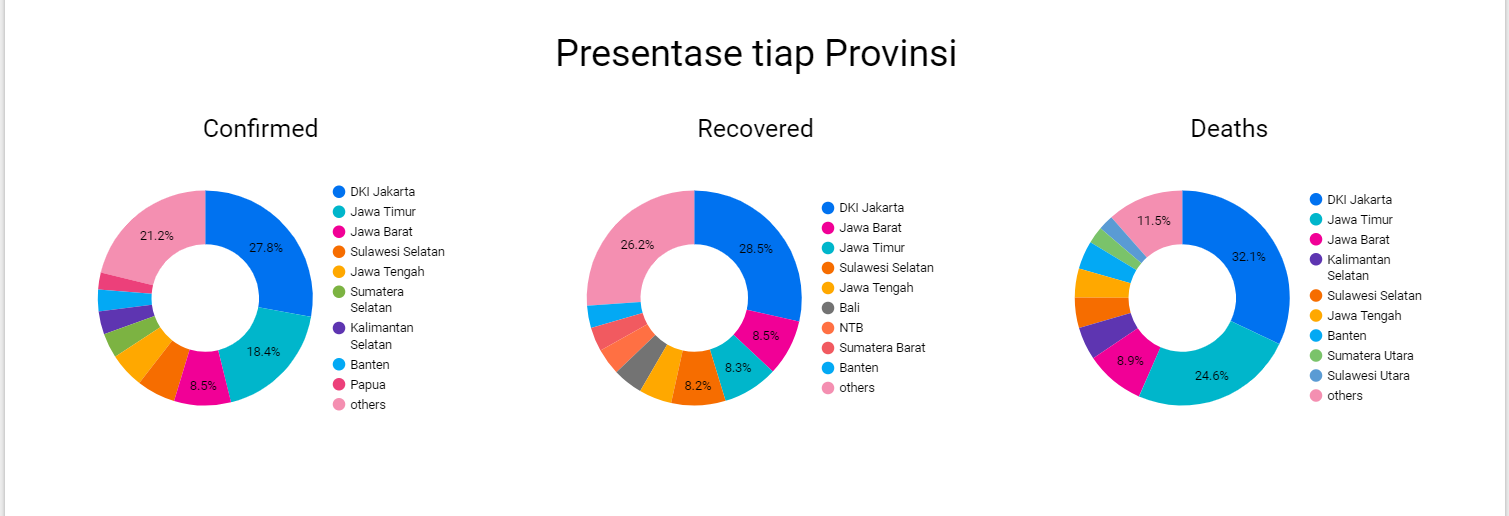 Presentase tiap Provinsi
Confirmed
21.2%
27.8%
18.4%
8.5%
DKI Jakarta
Jawa Timur
Jawa Barat
Sulawesi Selatan
Jawa Tengah
Sumatera
Selatan
Kalimantan
Selatan
Banten
Papua
others
Recovered
26.2%
28.5%
8.5%
8.3%
8.2%
DKI Jakarta
Jawa Barat
Jawa Timur
Sulawesi Selatan
Jawa Tengah
Bali
NTB
Sumatera Barat
Banten
others
Deaths
11.5%
32.1%
8.9%
24.6%
DKI Jakarta
Jawa Timur
Jawa Barat
Kalimantan
Selatan
Sulawesi Selatan
Jawa Tengah
Banten
Sumatera Utara
Sulawesi Utara
others